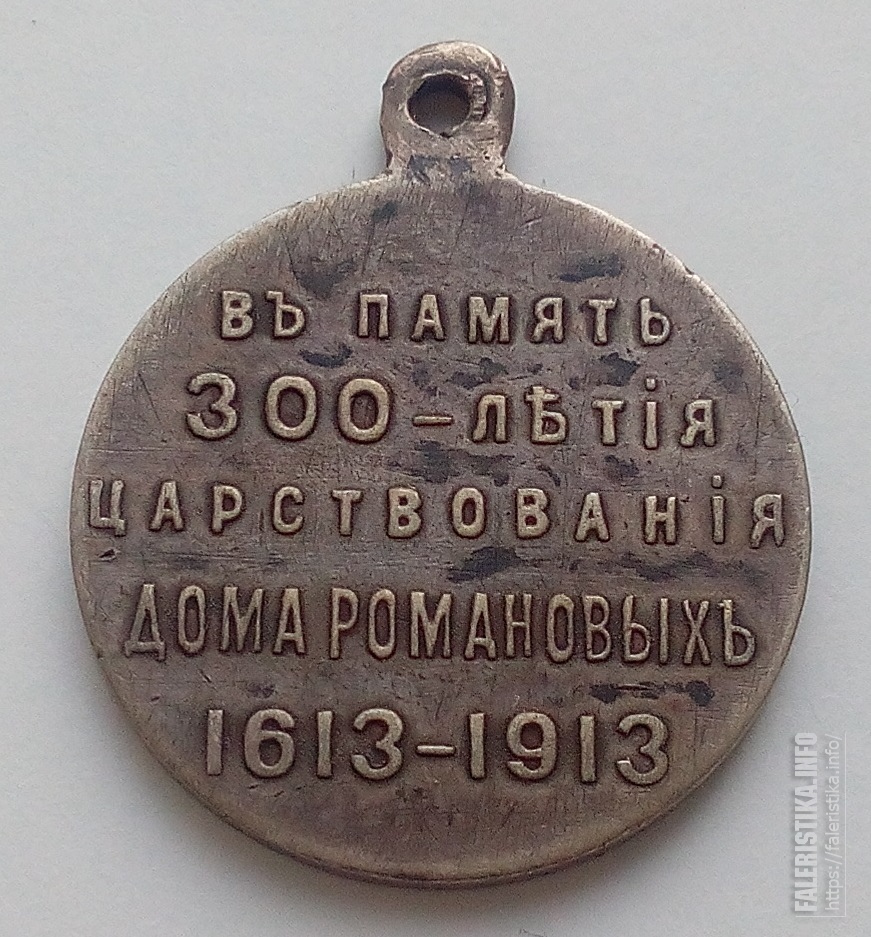 ВЪ ПАМЯТЬ
300-ЛѢТІЯ
ЦАРСТВОВАНІЯ
ДОМА РОМАНОВЫХЪ
1613-1913
FALERISTIKA.INFO
https://faleristika.info/